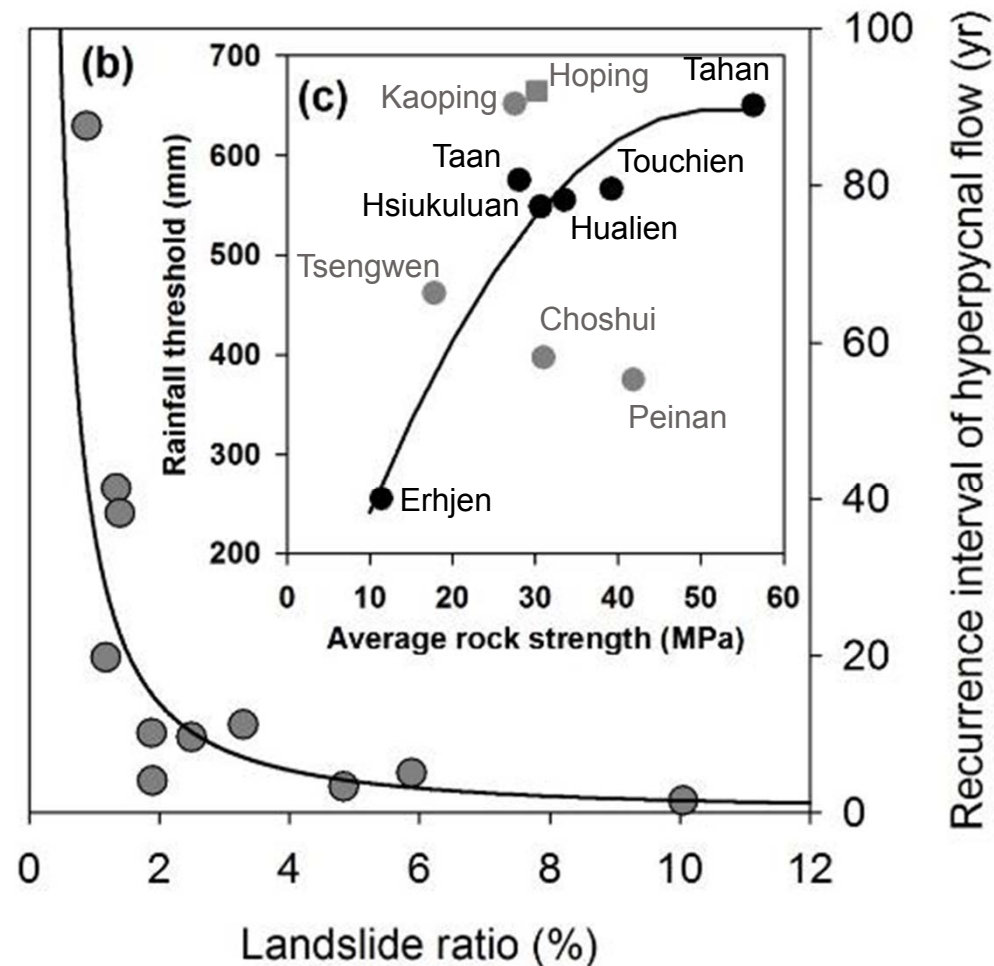 (b)
100
80
60
40
20
0
Recurrence interval of hyperpycnal flow (yr)
0 2 4 6 8 10 12
Landslide ratio (%)
(c)
700
600
500
400
300
200
Rainfall threshold (mm)
Hoping
Tahan
Kaoping
Taan
Touchien
Hsiukuluan
Hualien
Tsengwen
Choshui
Peinan
Erhjen
0 10 20 30 40 50 60
Average rock strength (MPa)